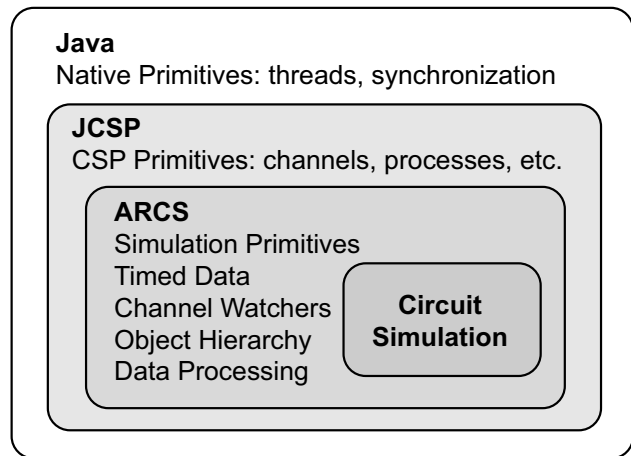 Java
Native Primitives: threads, synchronization
JCSP
CSP Primitives: channels, processes, etc.
ARCS
Simulation Primitives
Timed Data
Channel Watchers
Object Hierarchy
Data Processing
Circuit
Simulation